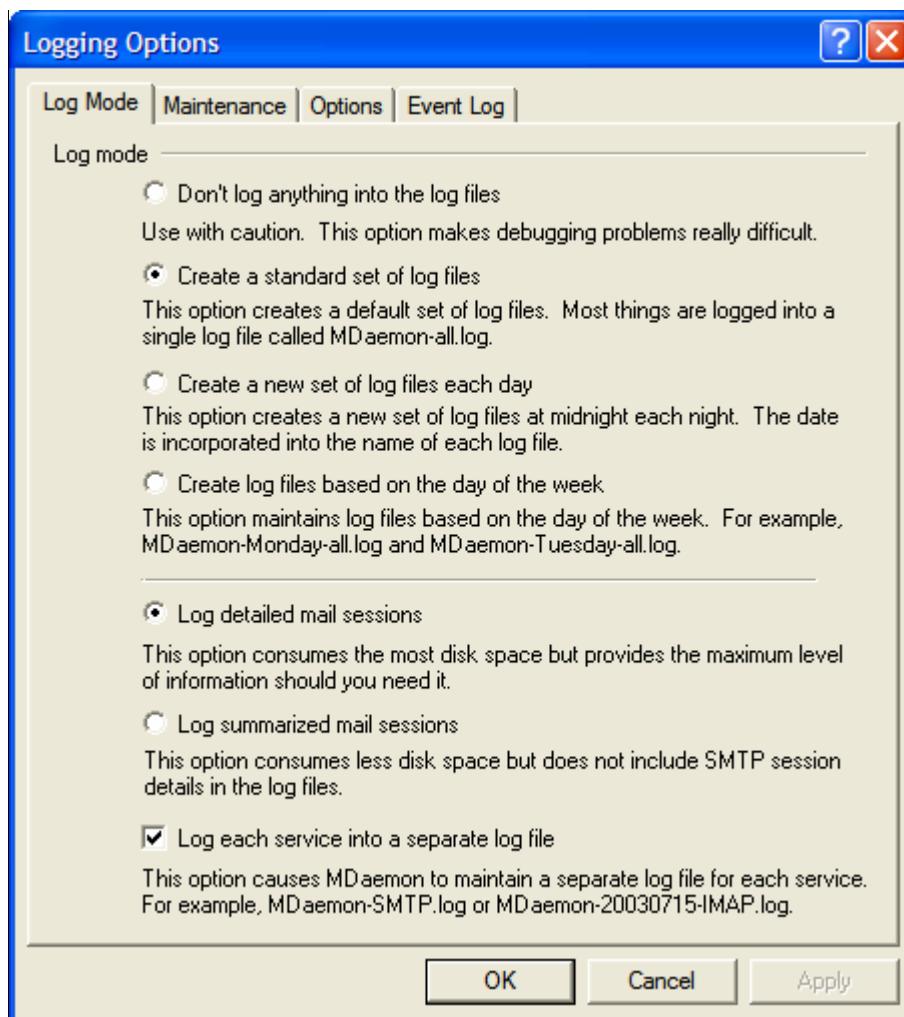 Logging Options
Log Mode Maintenance Options Event Log
Log mode
Don't log anything into the log files
Use with caution.  This option makes debugging problems really difficult.
Create a standard set of log files
This option creates a default set of log files.  Most things are logged into a
single log file called MDaemon-all.log.
Create a new set of log files each day
This option creates a new set of log files at midnight each night.  The date
is incorporated into the name of each log file.
Create log files based on the day of the week
This option maintains log files based on the day of the week.  For example,
MDaemon-Monday-all.log and MDaemon-Tuesday-all.log.
Log detailed mail sessions
This option consumes the most disk space but provides the maximum level
of information should you need it.
Log summarized mail sessions
This option consumes less disk space but does not include SMTP session
details in the log files.
Log each service into a separate log file
This option causes MDaemon to maintain a separate log file for each service.
For example, MDaemon-SMTP.log or MDaemon-20030715-IMAP.log.
OK Cancel Apply